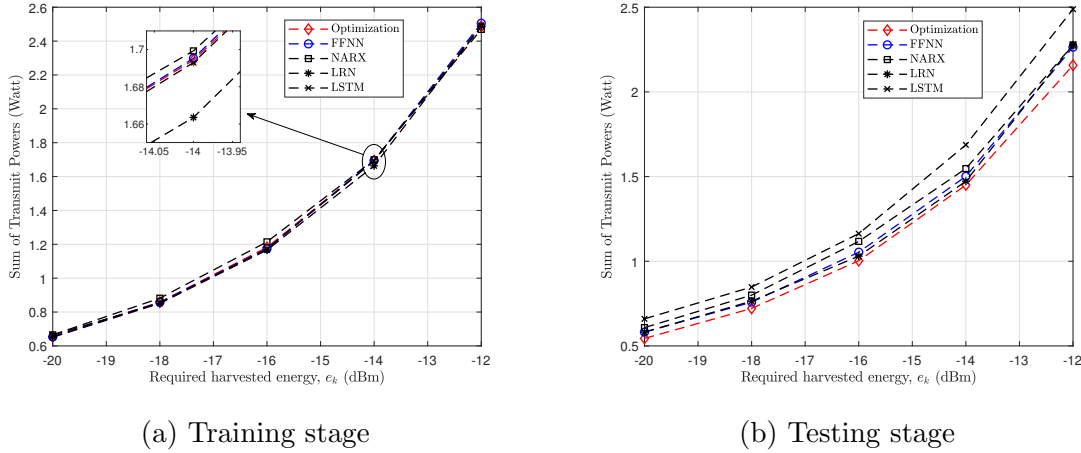 2.6
2.4
2.2
2
1.8
1.6
1.4
1.2
1
0.8
0.6
Sum of Transmit Powers (Watt)
1.7
1.68
1.66
-14.05
-14
-13.95
Optimization
FFNN
NARX
LRN
LSTM
-20
-19
-18
-17
-16
-15
-14
-13
-12
Required harvested energy, e_k (dBm)
(a) Training stage
2.5
2
1.5
1
0.5
Sum of Transmit Powers (Watt)
Optimization
FFNN
NARX
LRN
LSTM
-20
-19
-18
-17
-16
-15
-14
-13
-12
Required harvested energy, e_k (dBm)
(b) Testing stage